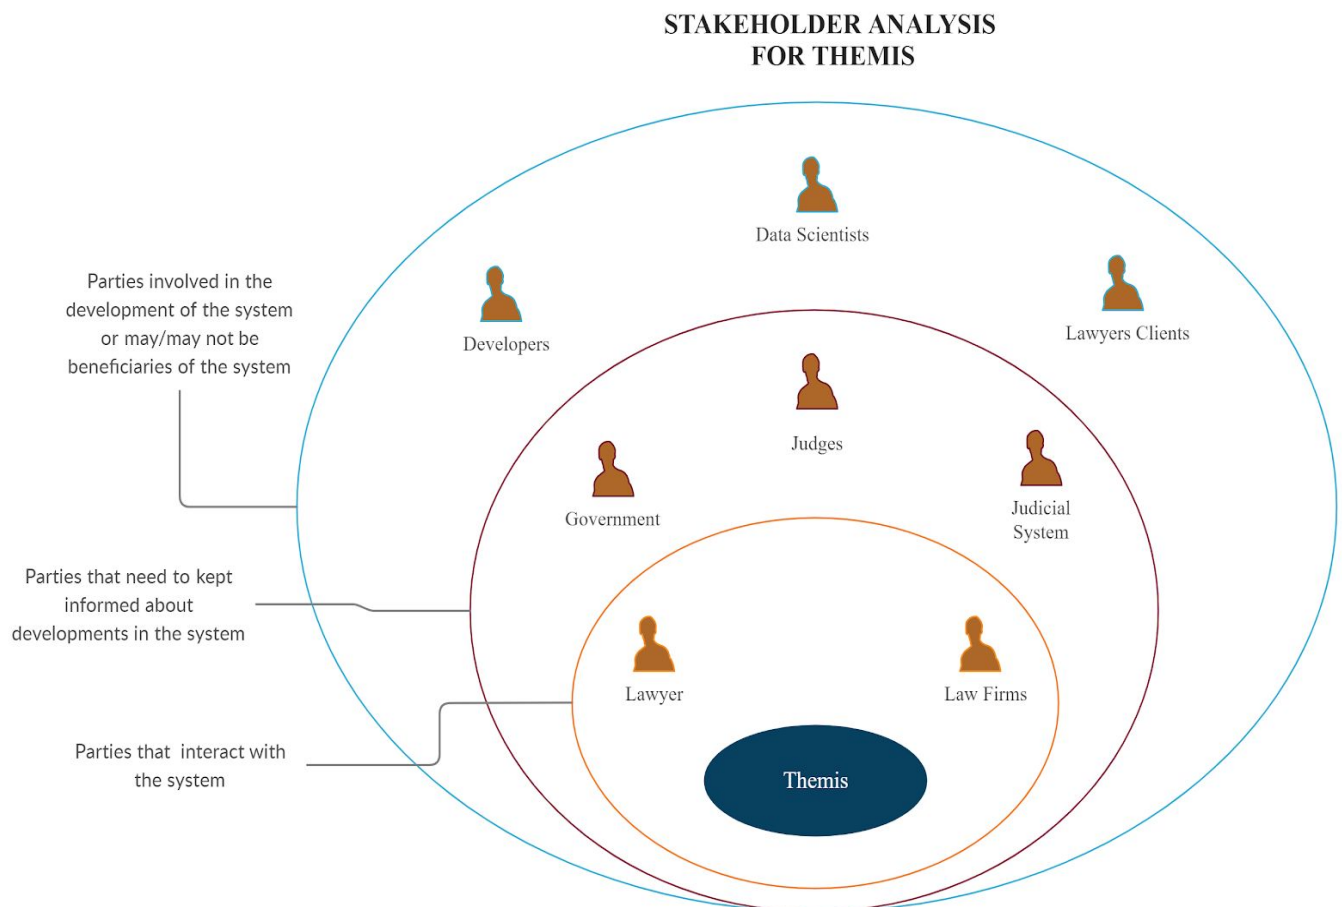 STAKEHOLDER ANALYSIS
FOR THEMIS
Data Scientists
Developers
Lawyers Clients
Parties involved in the
development of the system
or may/may not be
beneficiaries of the system
Judges
Government
Judicial
System
Parties that need to kept
informed about
developments in the system
Lawyer
Law Firms
Parties that  interact with
the system
Themis